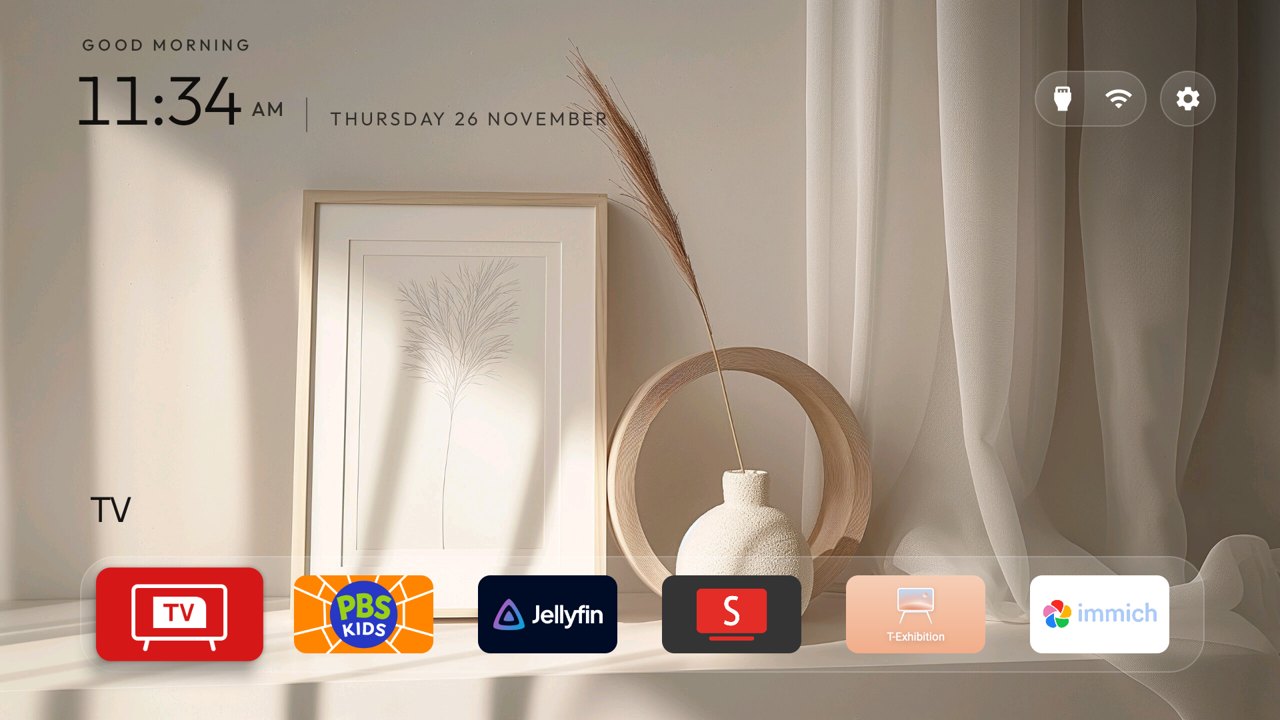 GOOD MORNING
11:34 AM
THURSDAY 26 NOVEMBER
TV
TV
PBS
KIDS
Jellyfin
S
T-Exhibition
immich